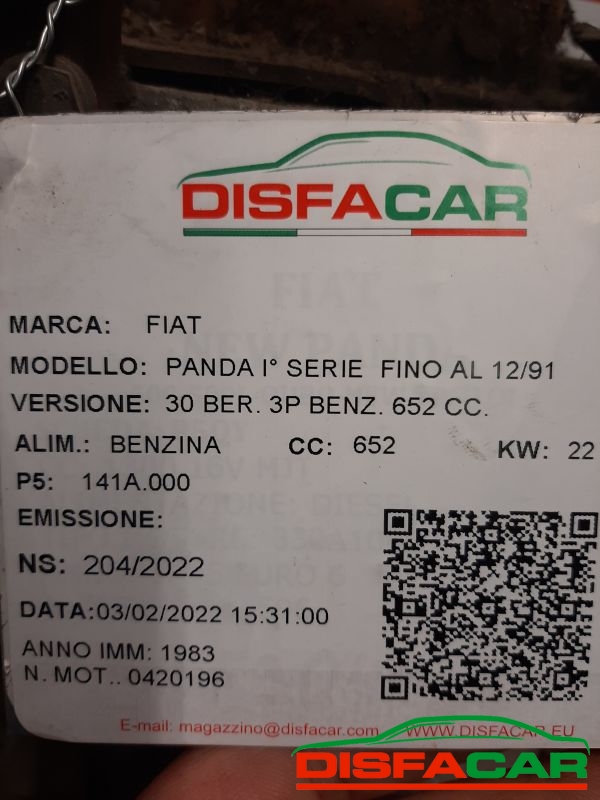 DISFACAR
MARCA: FIAT
MODELLO: PANDA I° SERIE FINO AL 12/91
VERSIONE: 30 BER. 3P BENZ. 652 CC.
ALIM.: BENZINA CC: 652 KW: 22
P5: 141A.000
EMISSIONE:
NS: 204/2022
DATA:03/02/2022 15:31:00
ANNO IMM: 1983
N. MOT.. 0420196
E-mail: magazzino@disfacar.com WWW.DISFACAR.EU
DISFACAR